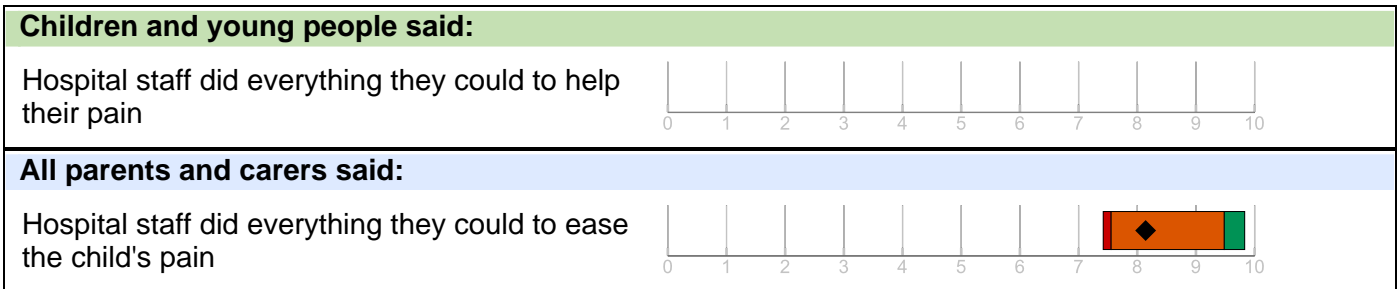 Children and young people said:
Hospital staff did everything they could to help
their pain
0 1 2 3 4 5 6 7 8 9 10
All parents and carers said:
Hospital staff did everything they could to ease
the child's pain
0 1 2 3 4 5 6 7 8 9 10